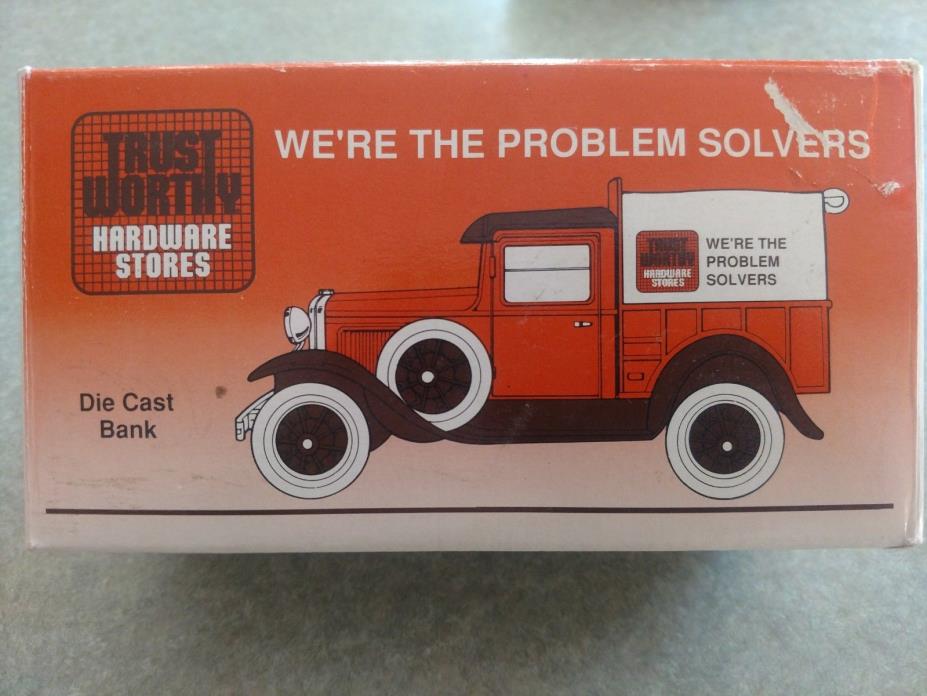 TRUST
WORTHY
HARDWARE
STORES
WE'RE THE PROBLEM SOLVERS
TRUST
WORTHY
HARDWARE
STORES
WE'RE THE
PROBLEM
SOLVERS
Die Cast
Bank